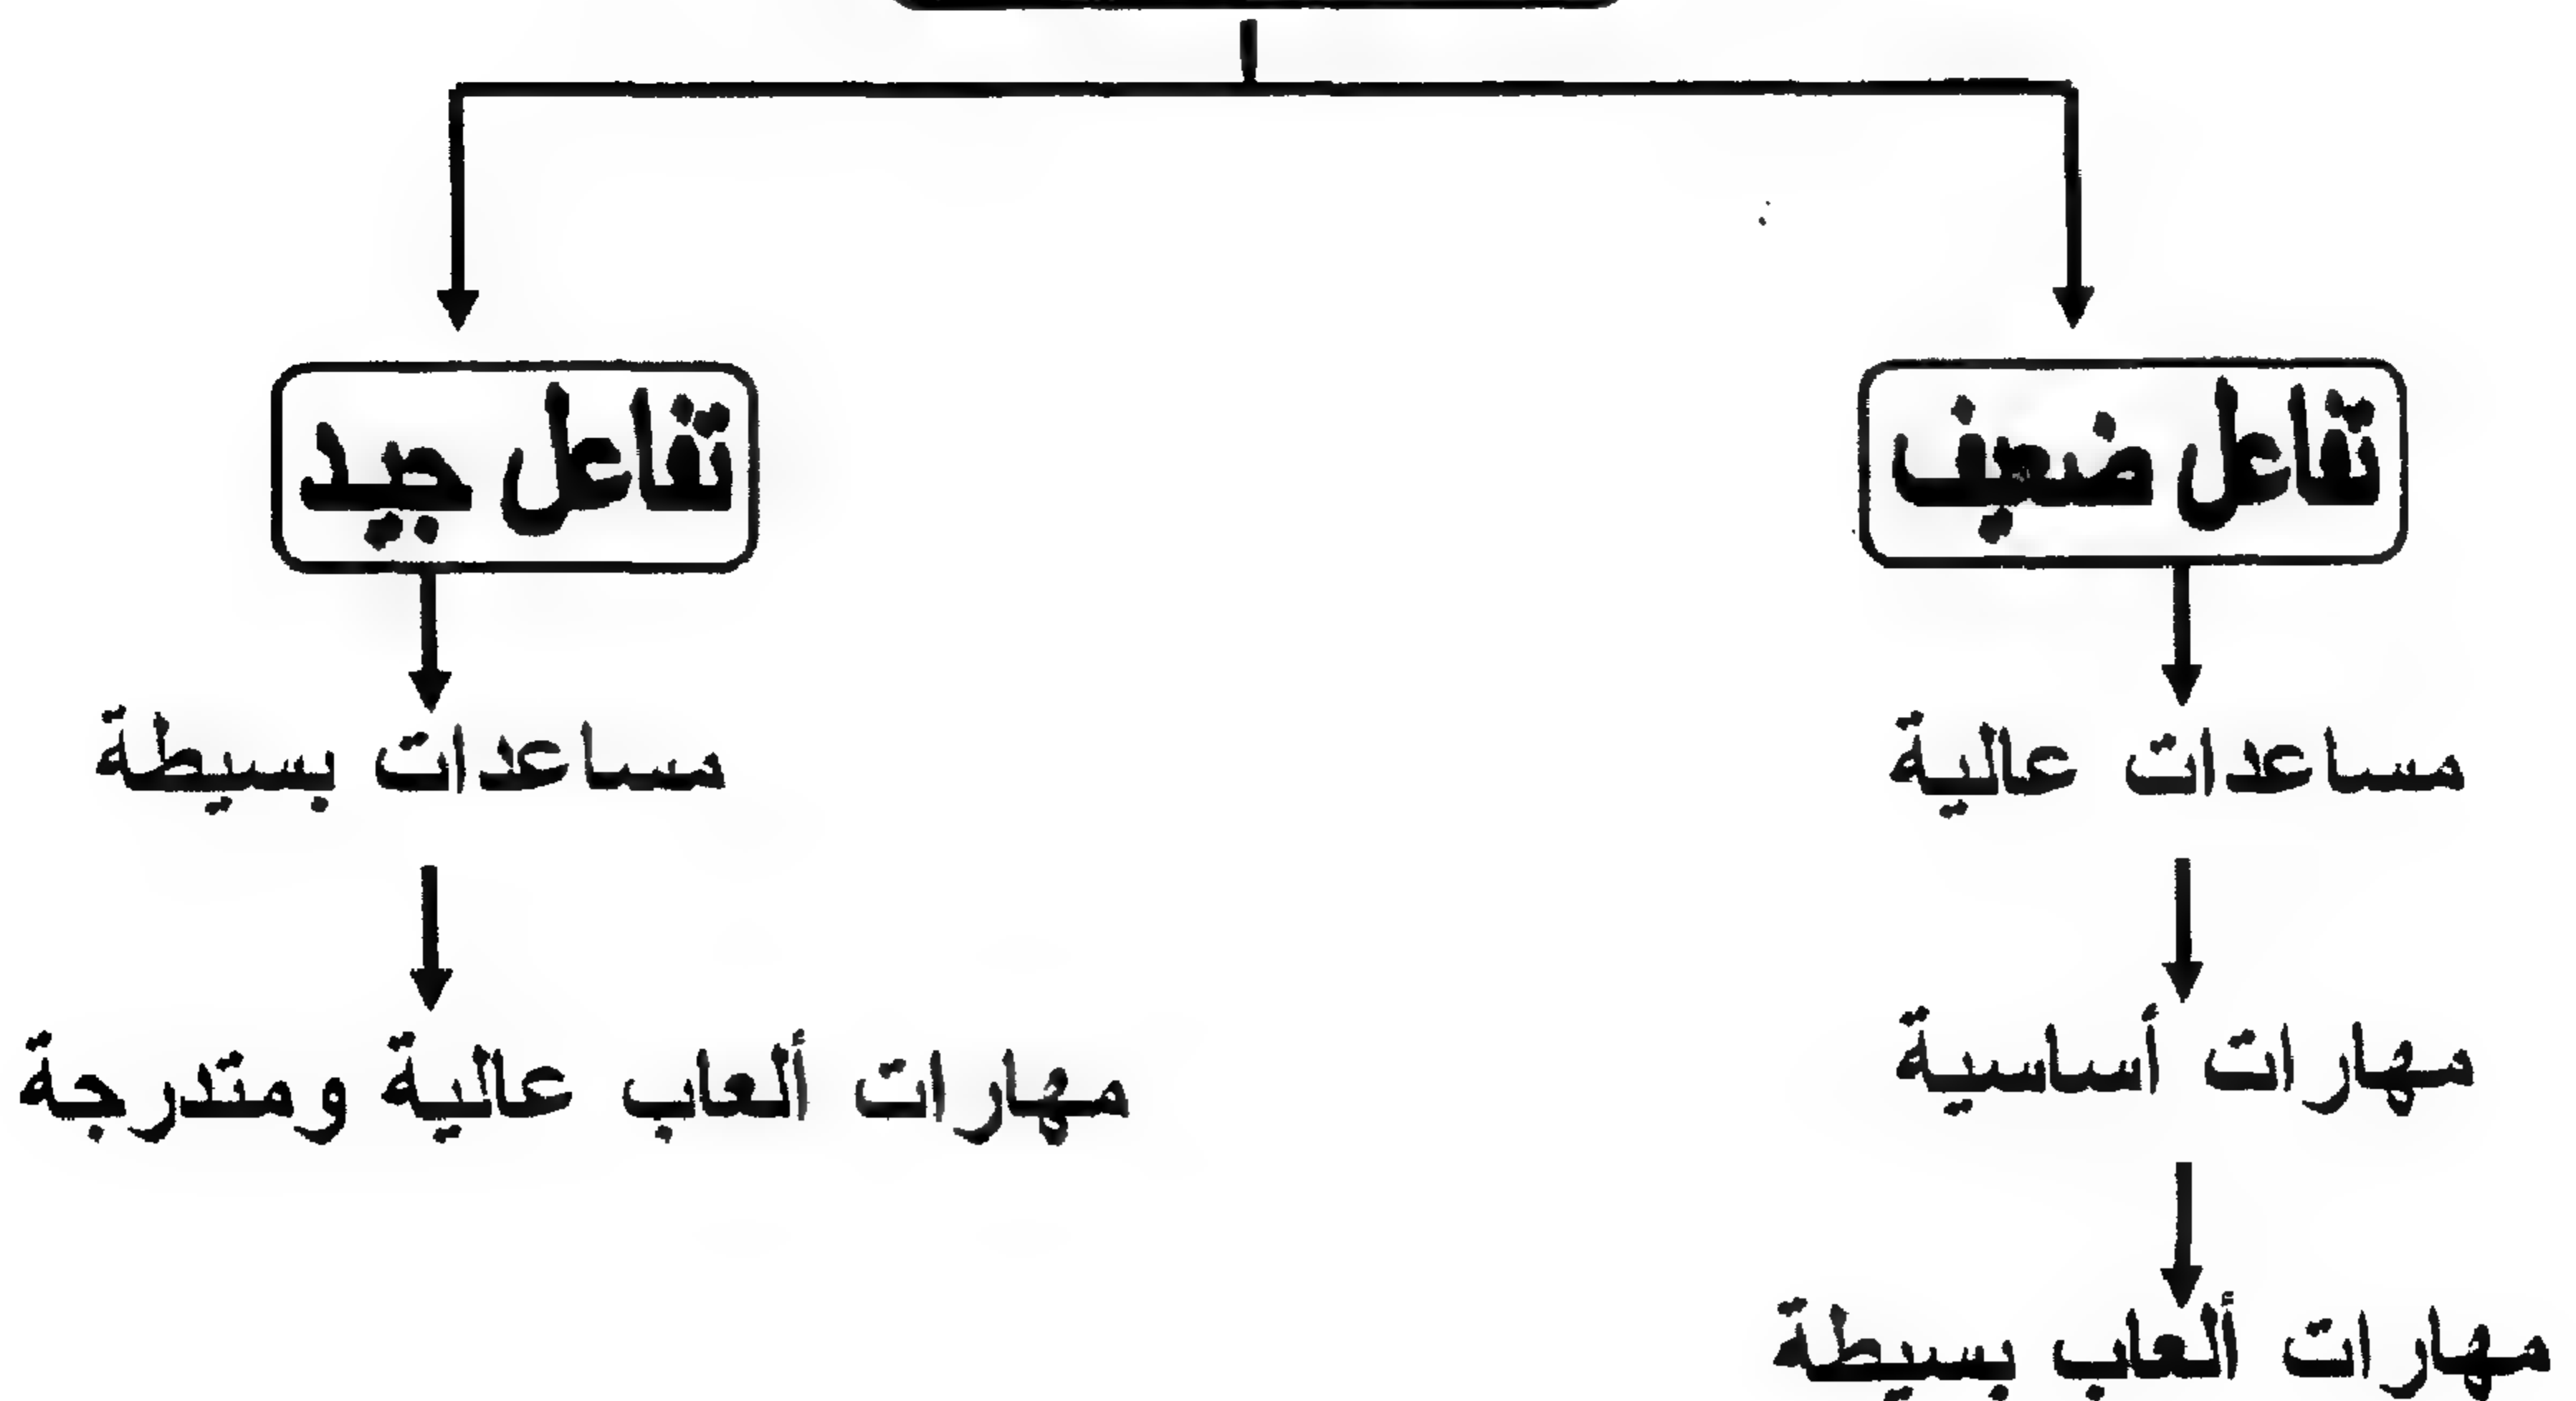 تفاعل ضعيف
تفاعل جيد
مساعدات عالية
مساعدات بسيطة
مهارات أساسية
مهارات ألعاب عالية ومتدرجة
مهارات ألعاب بسيطة